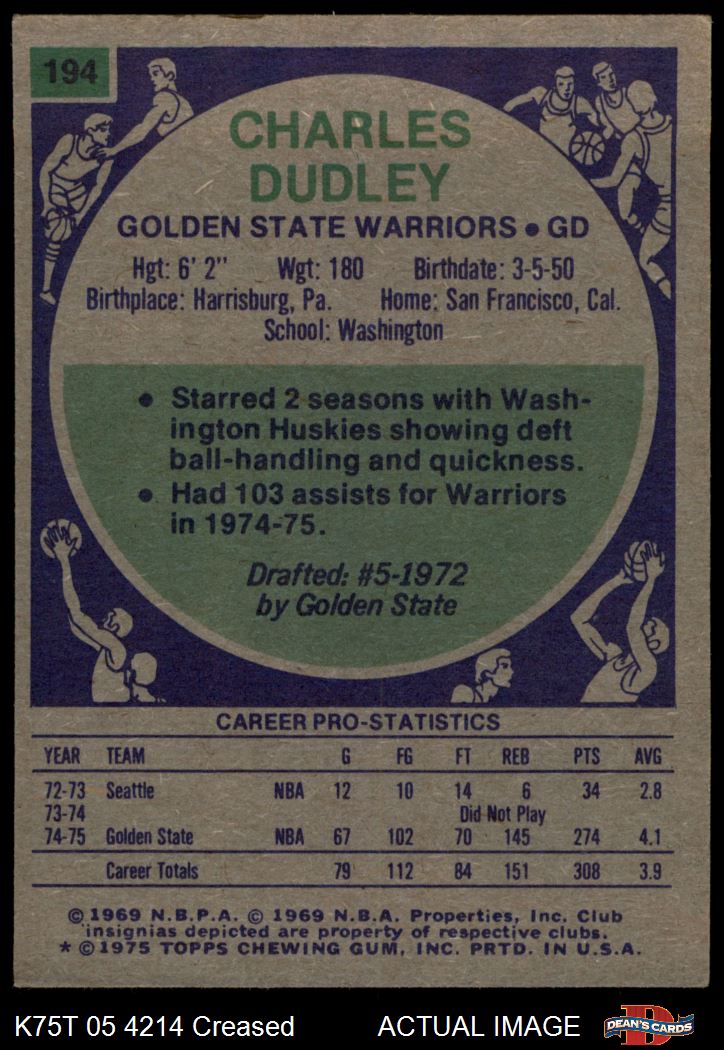 194
CHARLES
DUDLEY
GOLDEN STATE WARRIORS • GD
Hgt: 6' 2" Wgt: 180 Birthdate: 3-5-50
Birthplace: Harrisburg, Pa. Home: San Francisco, Cal.
School: Washington
• Starred 2 seasons with Wash-
ington Huskies showing deft
ball-handling and quickness.
• Had 103 assists for Warriors
in 1974-75.
Drafted: #5-1972
by Golden State
CAREER PRO-STATISTICS
YEAR TEAM G FG FT REB PTS AVG
72-73 Seattle NBA 12 10 14 6 34 2.8
73-74 Did Not Play
74-75 Golden State NBA 67 102 70 145 274 4.1
Career Totals 79 112 84 151 308 3.9
© 1969 N.B.P.A. © 1969 N.B.A. Properties, Inc. Club
insignias depicted are property of respective clubs.
* © 1975 TOPPS CHEWING GUM, INC. PRTD. IN U.S.A.
K75T 05 4214 Creased ACTUAL IMAGE
DEAN'S CARDS